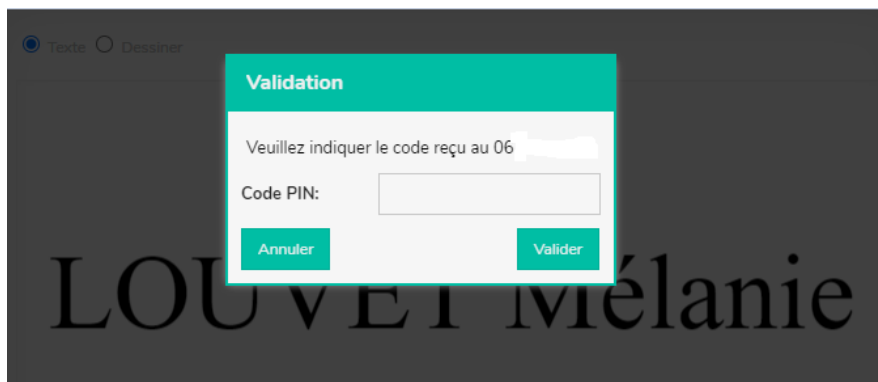 Texte Dessiner
Validation
Veuillez indiquer le code reçu au 06
Code PIN:
Annuler Valider
LOUVET Mélanie